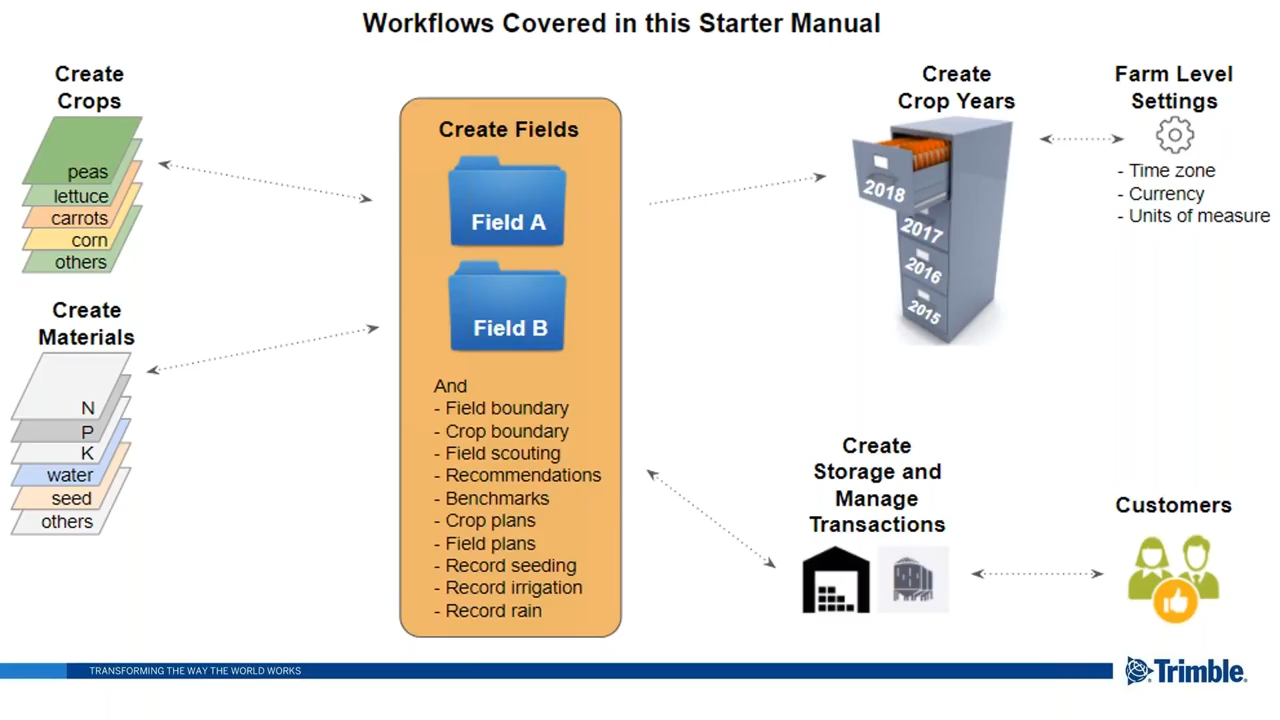 Workflows Covered in this Starter Manual
Create
Crops
peas
lettuce
carrots
corn
others
Create
Materials
N
P
K
water
seed
others
Create Fields
Field A
Field B
And
- Field boundary
- Crop boundary
- Field scouting
- Recommendations
- Benchmarks
- Crop plans
- Field plans
- Record seeding
- Record irrigation
- Record rain
Create
Crop Years
2018
2017
2016
2015
Farm Level
Settings
- Time zone
- Currency
- Units of measure
Create
Storage and
Manage
Transactions
Customers
TRANSFORMING THE WAY THE WORLD WORKS
Trimble